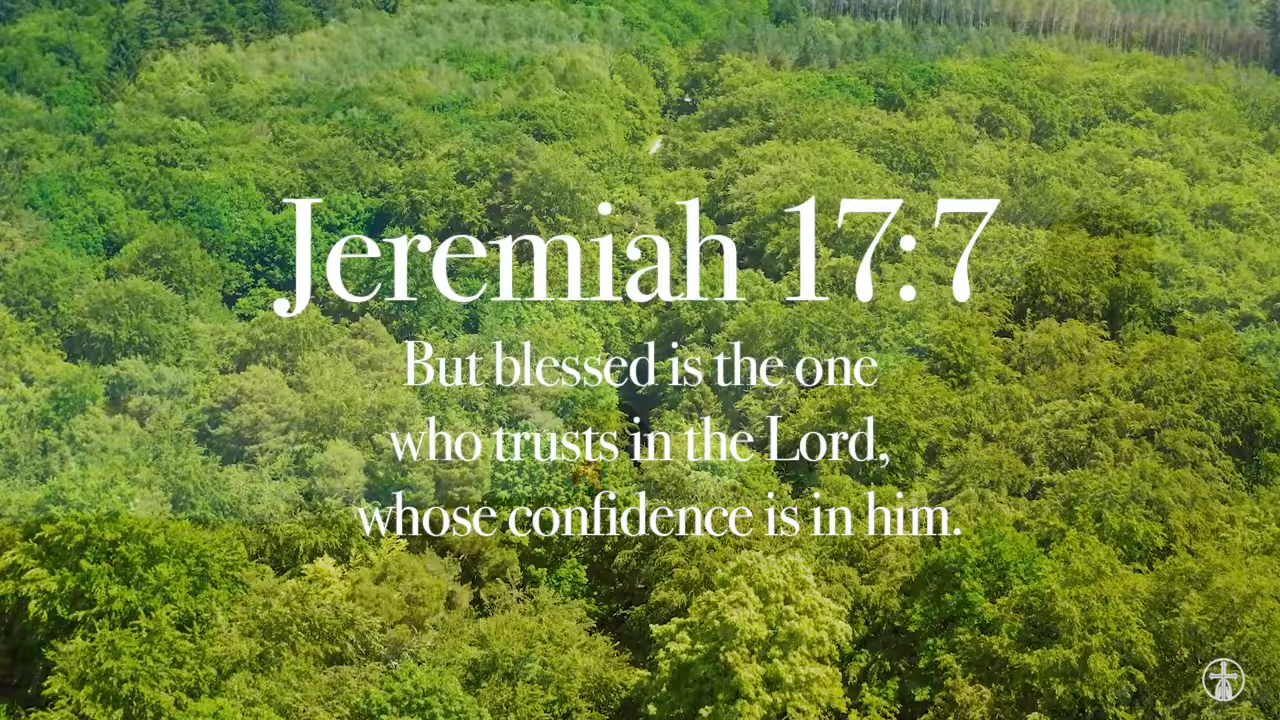 Jeremiah 17:7
But blessed is the one
who trusts in the Lord,
whose confidence is in him.